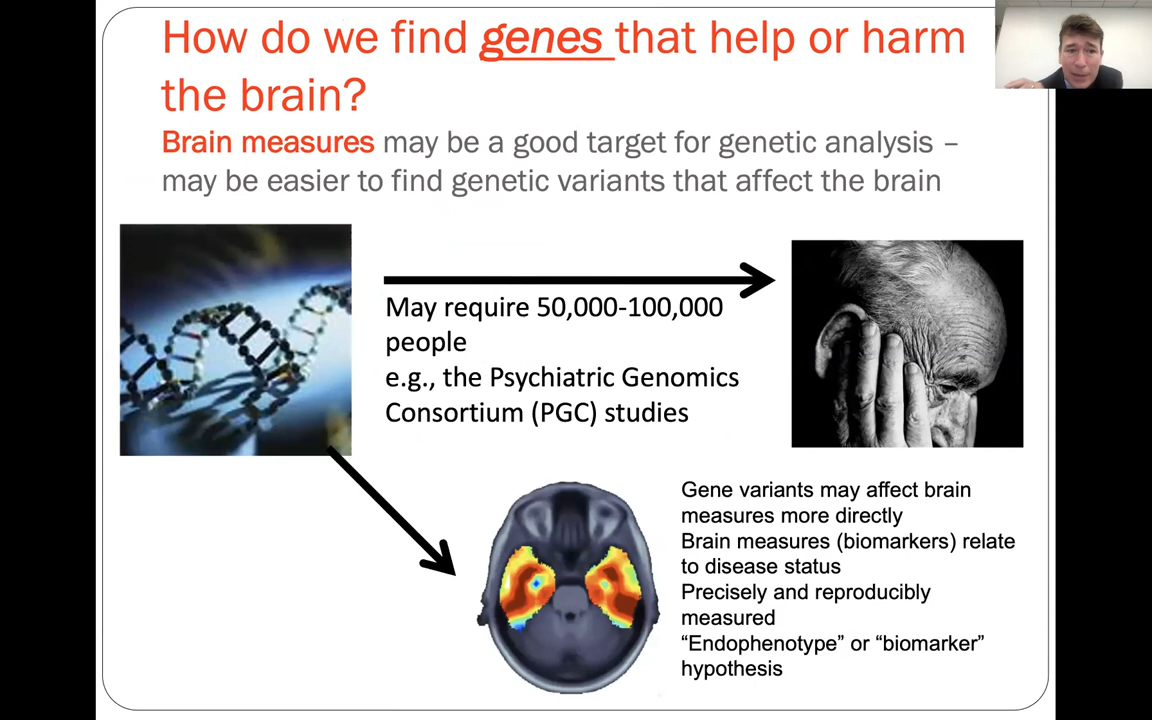 How do we find genes that help or harm
the brain?
Brain measures may be a good target for genetic analysis –
may be easier to find genetic variants that affect the brain
May require 50,000-100,000
people
e.g., the Psychiatric Genomics
Consortium (PGC) studies
Gene variants may affect brain
measures more directly
Brain measures (biomarkers) relate
to disease status
Precisely and reproducibly
measured
“Endophenotype” or “biomarker”
hypothesis